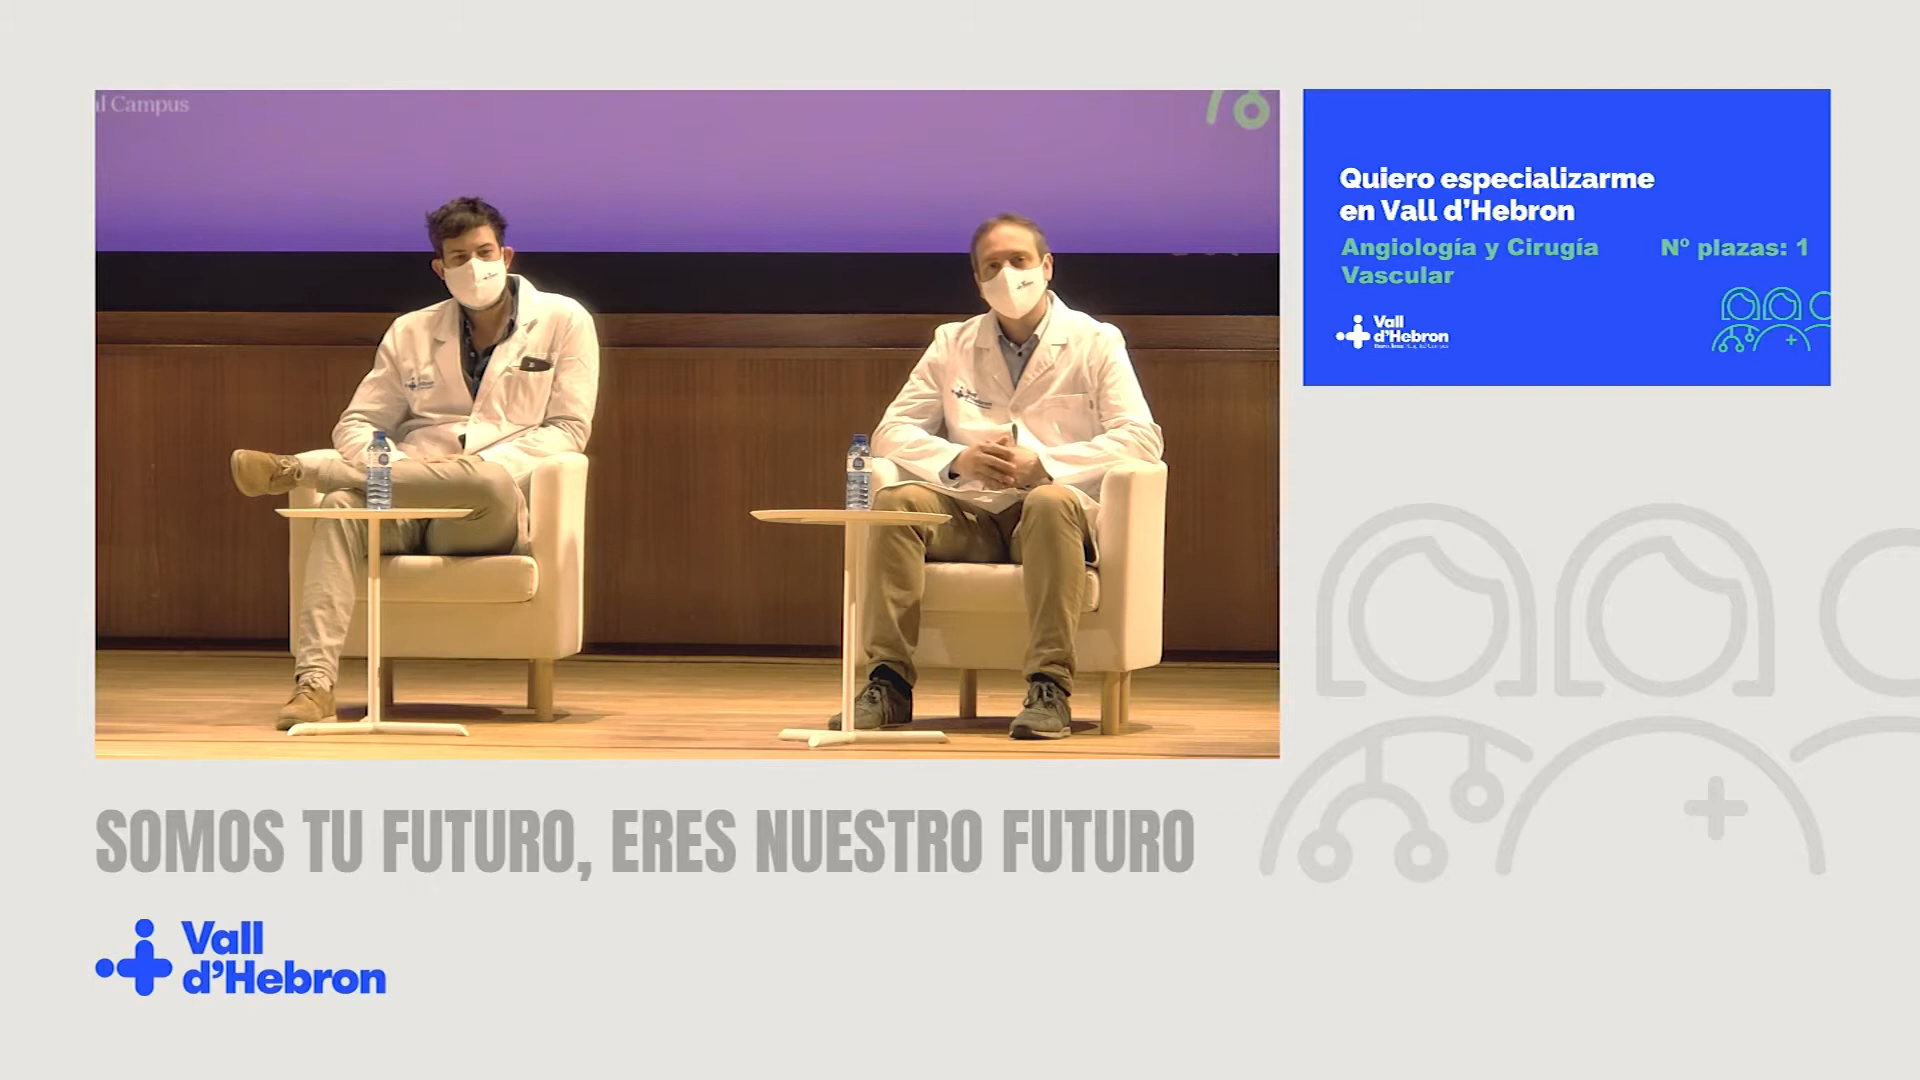 l Campus
Quiero especializarme
en Vall d'Hebron
Angiología y Cirugía
Vascular
Nº plazas: 1
Vall
d'Hebron
SOMOS TU FUTURO, ERES NUESTRO FUTURO
Vall
d'Hebron